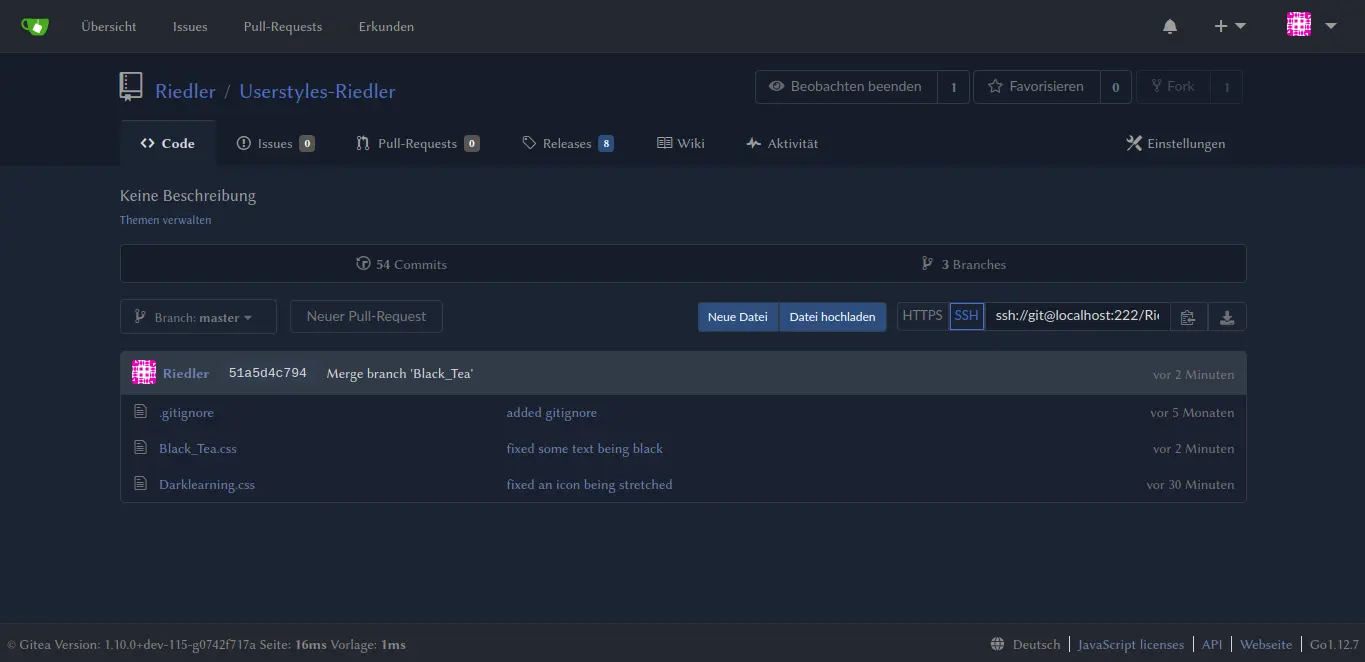 Übersicht Issues Pull-Requests Erkunden
Riedler / Userstyles-Riedler
Beobachten beenden 1 Favorisieren 0 Fork 1
Code Issues 0 Pull-Requests 0 Releases 8 Wiki Aktivität Einstellungen
Keine Beschreibung
Themen verwalten
54 Commits 3 Branches
Branch: master Neuer Pull-Request Neue Datei Datei hochladen HTTPS SSH ssh://git@localhost:222/Rie
Riedler 51a5d4c794 Merge branch 'Black_Tea' vor 2 Minuten
.gitignore added gitignore vor 5 Monaten
Black_Tea.css fixed some text being black vor 2 Minuten
Darklearning.css fixed an icon being stretched vor 30 Minuten
© Gitea Version: 1.10.0+dev-115-g0742f717a Seite: 16ms Vorlage: 1ms Deutsch JavaScript licenses API Webseite Go1.12.7